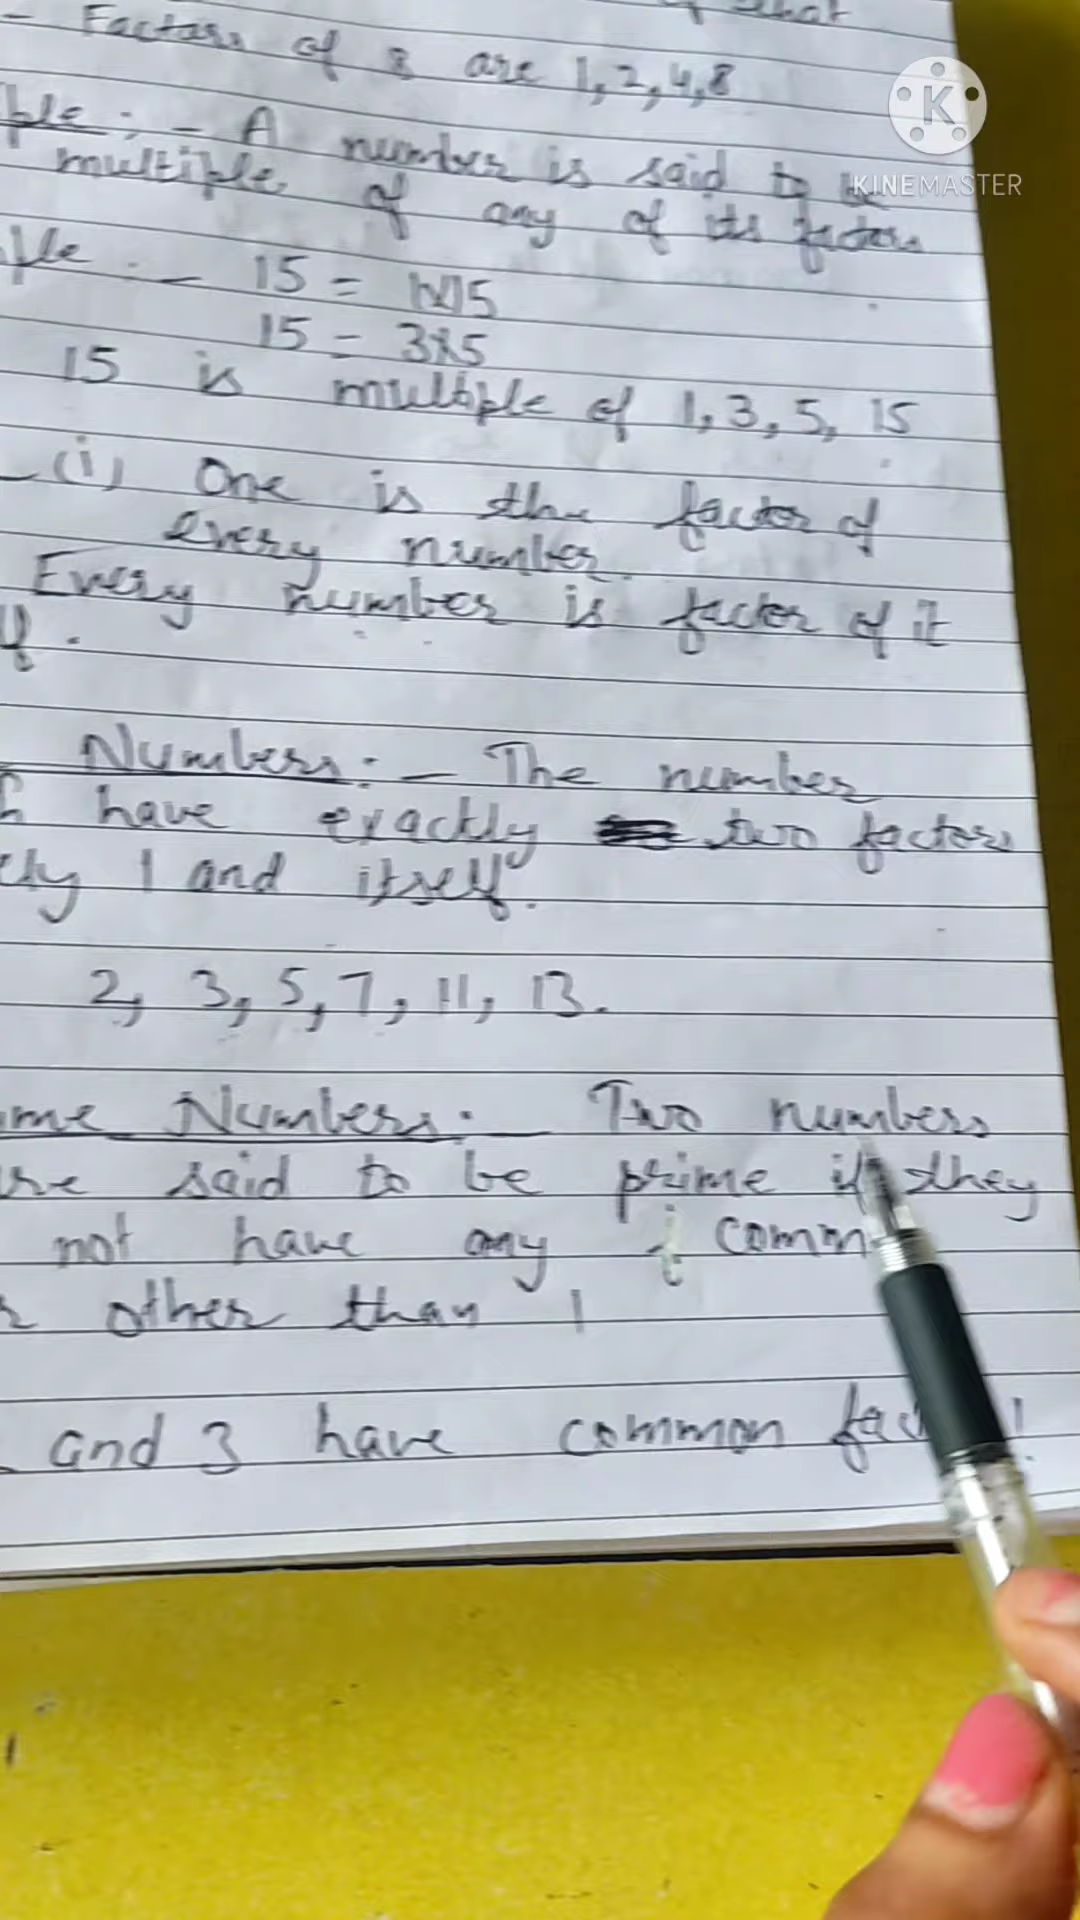 - Factors of 8 are 1, 2, 4, 8
KINEMASTER
ple : - A number is said to be
multiple of any of its factors
ple : - 15 = 1x15
15 = 3x5
15 is multiple of 1, 3, 5, 15
(i) One is the factor of
every number.
Every number is factor of it
Numbers : - The number
have exactly two factors
ely 1 and itself.
2, 3, 5, 7, 11, 13.
me Numbers : - Two numbers
re said to be prime if they
not have any comm
r other than 1
and 3 have common fac